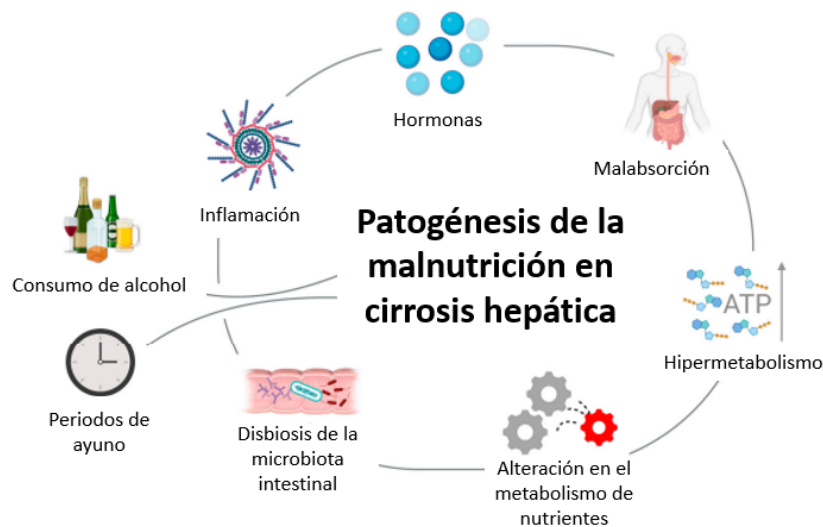 Hormonas
Malabsorción
Inflamación
Patogénesis de la
malnutrición en
cirrosis hepática
Consumo de alcohol
ATP
Hipermetabolismo
Periodos de
ayuno
Disbiosis de la
microbiota
intestinal
Alteración en el
metabolismo de
nutrientes